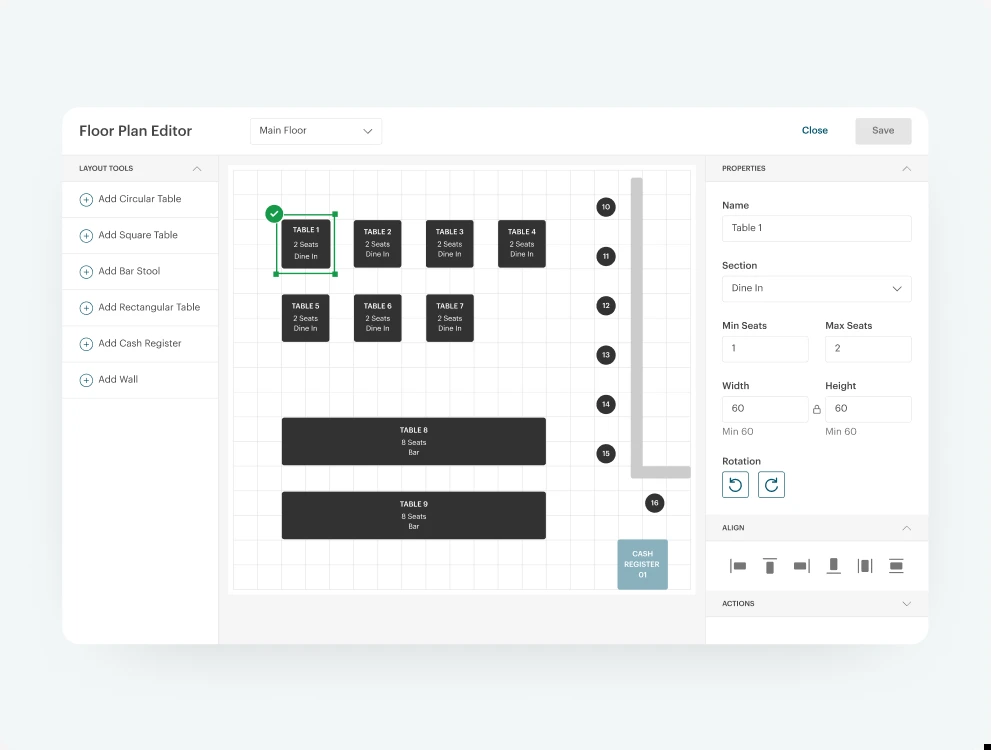 Floor Plan Editor
Main Floor
Close
Save
LAYOUT TOOLS
Add Circular Table
Add Square Table
Add Bar Stool
Add Rectangular Table
Add Cash Register
Add Wall
TABLE 1
2 Seats
Dine In
TABLE 2
2 Seats
Dine In
TABLE 3
2 Seats
Dine In
TABLE 4
2 Seats
Dine In
TABLE 5
2 Seats
Dine In
TABLE 6
2 Seats
Dine In
TABLE 7
2 Seats
Dine In
TABLE 8
8 Seats
Bar
TABLE 9
8 Seats
Bar
10
11
12
13
14
15
16
CASH
REGISTER
01
PROPERTIES
Name
Table 1
Section
Dine In
Min Seats
Max Seats
1
2
Width
Height
60
60
Min 60
Min 60
Rotation
ALIGN
ACTIONS